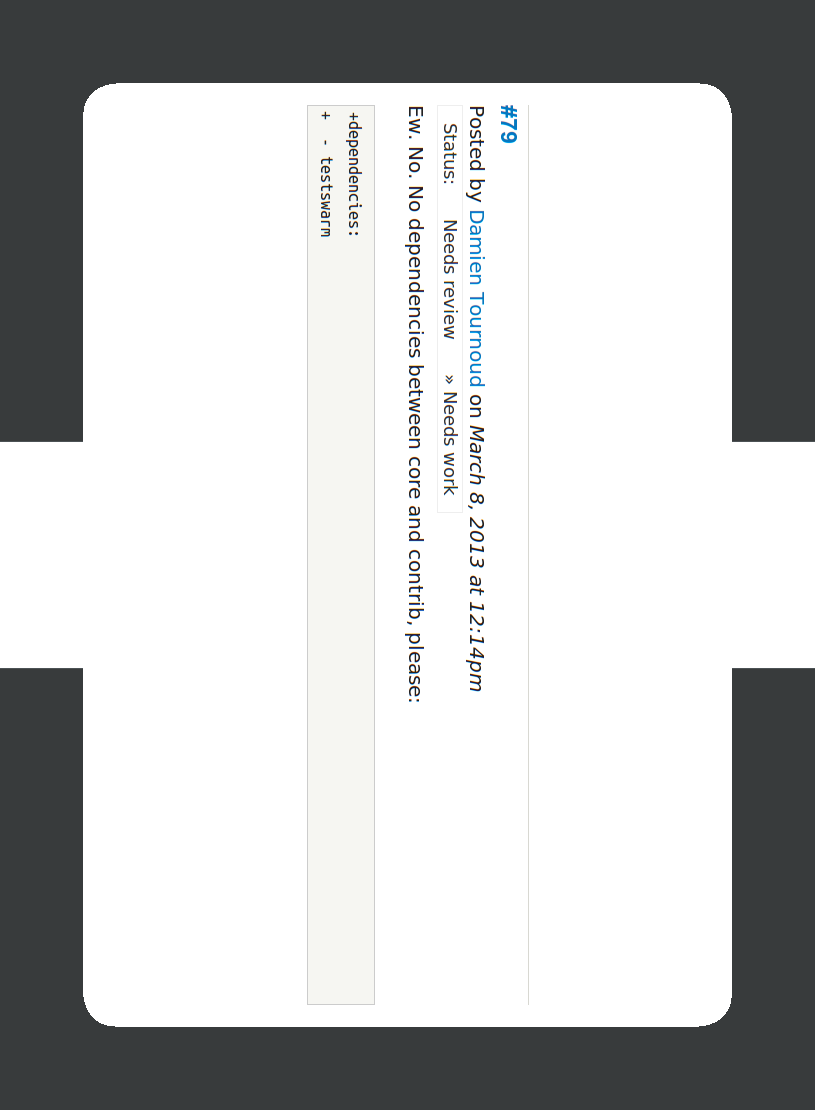 #79
Posted by Damien Tournoud on March 8, 2013 at 12:14pm
Status: Needs review » Needs work
Ew. No. No dependencies between core and contrib, please:
+dependencies:
+  - testswarm